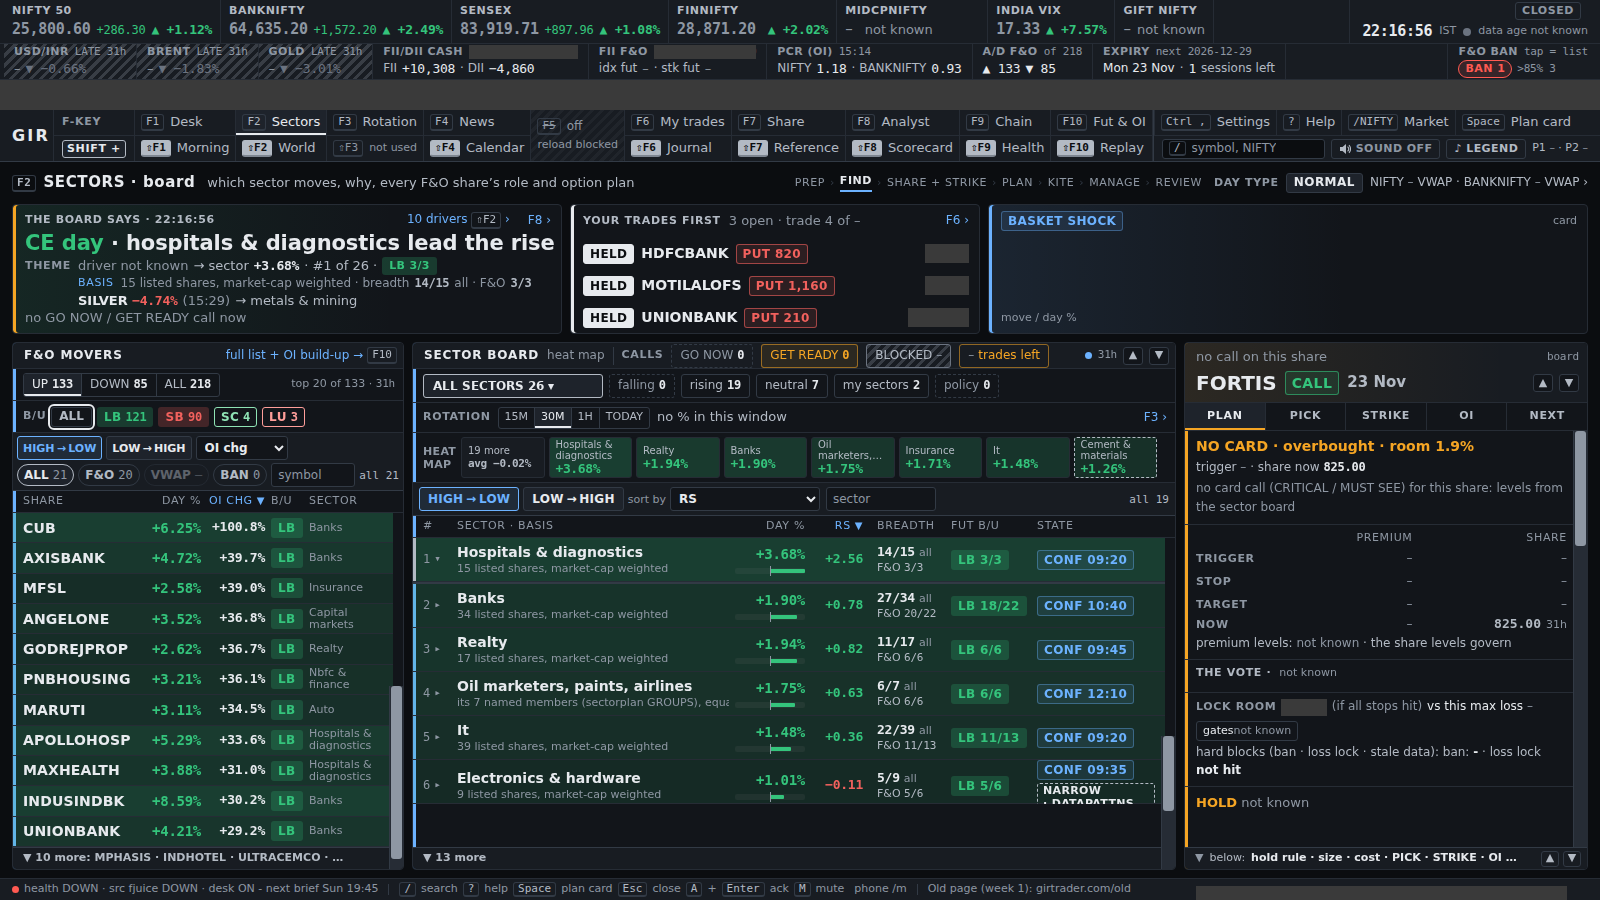 NIFTY 50 BANKNIFTY SENSEX FINNIFTY MIDCPNIFTY INDIA VIX GIFT NIFTY CLOSED
25,800.60 +286.30 ▲ +1.12% 64,635.20 +1,572.20 ▲ +2.49% 83,919.71 +897.96 ▲ +1.08% 28,871.20 ▲ +2.02% – not known 17.33 ▲ +7.57% – not known 22:16:56 IST ● data age not known
USD/INR LATE 31h BRENT LATE 31h GOLD LATE 31h FII/DII CASH FII F&O PCR (OI) 15:14 A/D F&O of 218 EXPIRY next 2026-12-29 F&O BAN tap = list
– ▼ −0.66% – ▼ −1.83% – ▼ −3.01% FII +10,308 · DII −4,860 idx fut – · stk fut – NIFTY 1.18 · BANKNIFTY 0.93 ▲ 133 ▼ 85 Mon 23 Nov · 1 sessions left BAN 1 >85% 3
GIR F-KEY F1 Desk F2 Sectors F3 Rotation F4 News F5 off F6 My trades F7 Share F8 Analyst F9 Chain F10 Fut & OI Ctrl , Settings ? Help /NIFTY Market Space Plan card
SHIFT + ⇧F1 Morning ⇧F2 World ⇧F3 not used ⇧F4 Calendar reload blocked ⇧F6 Journal ⇧F7 Reference ⇧F8 Scorecard ⇧F9 Health ⇧F10 Replay / symbol, NIFTY SOUND OFF ♪ LEGEND P1 – · P2 –
F2 SECTORS · board which sector moves, why, every F&O share's role and option plan PREP › FIND › SHARE + STRIKE › PLAN › KITE › MANAGE › REVIEW DAY TYPE NORMAL NIFTY – VWAP · BANKNIFTY – VWAP ›
THE BOARD SAYS · 22:16:56 10 drivers ⇧F2 › F8 ›
CE day · hospitals & diagnostics lead the rise
THEME driver not known → sector +3.68% · #1 of 26 · LB 3/3
BASIS 15 listed shares, market-cap weighted · breadth 14/15 all · F&O 3/3
SILVER −4.74% (15:29) → metals & mining
no GO NOW / GET READY call now
YOUR TRADES FIRST 3 open · trade 4 of – F6 ›
HELD HDFCBANK PUT 820
HELD MOTILALOFS PUT 1,160
HELD UNIONBANK PUT 210
BASKET SHOCK card
move / day %
F&O MOVERS full list + OI build-up → F10
UP 133 DOWN 85 ALL 218 top 20 of 133 · 31h
B/U ALL LB 121 SB 90 SC 4 LU 3
HIGH→LOW LOW→HIGH OI chg
ALL 21 F&O 20 VWAP – BAN 0 symbol all 21
SHARE DAY % OI CHG ▼ B/U SECTOR
CUB +6.25% +100.8% LB Banks
AXISBANK +4.72% +39.7% LB Banks
MFSL +2.58% +39.0% LB Insurance
ANGELONE +3.52% +36.8% LB Capital markets
GODREJPROP +2.62% +36.7% LB Realty
PNBHOUSING +3.21% +36.1% LB Nbfc & finance
MARUTI +3.11% +34.5% LB Auto
APOLLOHOSP +5.29% +33.6% LB Hospitals & diagnostics
MAXHEALTH +3.88% +31.0% LB Hospitals & diagnostics
INDUSINDBK +8.59% +30.2% LB Banks
UNIONBANK +4.21% +29.2% LB Banks
▼ 10 more: MPHASIS · INDHOTEL · ULTRACEMCO · …
SECTOR BOARD heat map CALLS GO NOW 0 GET READY 0 BLOCKED – – trades left ● 31h ▲ ▼
ALL SECTORS 26 ▾ falling 0 rising 19 neutral 7 my sectors 2 policy 0
ROTATION 15M 30M 1H TODAY no % in this window F3 ›
HEAT MAP 19 more avg −0.02% Hospitals & diagnostics +3.68% Realty +1.94% Banks +1.90% Oil marketers,… +1.75% Insurance +1.71% It +1.48% Cement & materials +1.26%
HIGH→LOW LOW→HIGH sort by RS sector all 19
# SECTOR · BASIS DAY % RS ▼ BREADTH FUT B/U STATE
1 ▾ Hospitals & diagnostics +3.68% +2.56 14/15 all LB 3/3 CONF 09:20
15 listed shares, market-cap weighted F&O 3/3
2 ▸ Banks +1.90% +0.78 27/34 all LB 18/22 CONF 10:40
34 listed shares, market-cap weighted F&O 20/22
3 ▸ Realty +1.94% +0.82 11/17 all LB 6/6 CONF 09:45
17 listed shares, market-cap weighted F&O 6/6
4 ▸ Oil marketers, paints, airlines +1.75% +0.63 6/7 all LB 6/6 CONF 12:10
its 7 named members (sectorplan GROUPS), equa F&O 6/6
5 ▸ It +1.48% +0.36 22/39 all LB 11/13 CONF 09:20
39 listed shares, market-cap weighted F&O 11/13
6 ▸ Electronics & hardware +1.01% −0.11 5/9 all LB 5/6 CONF 09:35
9 listed shares, market-cap weighted F&O 5/6 NARROW · DATAPATTNS
▼ 13 more
no call on this share board
FORTIS CALL 23 Nov ▲ ▼
PLAN PICK STRIKE OI NEXT
NO CARD · overbought · room 1.9%
trigger – · share now 825.00
no card call (CRITICAL / MUST SEE) for this share: levels from
the sector board
PREMIUM SHARE
TRIGGER – –
STOP – –
TARGET – –
NOW – 825.00 31h
premium levels: not known · the share levels govern
THE VOTE · not known
LOCK ROOM (if all stops hit) vs this max loss –
gates not known
hard blocks (ban · loss lock · stale data): ban: - · loss lock
not hit
HOLD not known
▼ below: hold rule · size · cost · PICK · STRIKE · OI … ▲ ▼
● health DOWN · src fjuice DOWN · desk ON - next brief Sun 19:45 / search ? help Space plan card Esc close A + Enter ack M mute phone /m Old page (week 1): girtrader.com/old